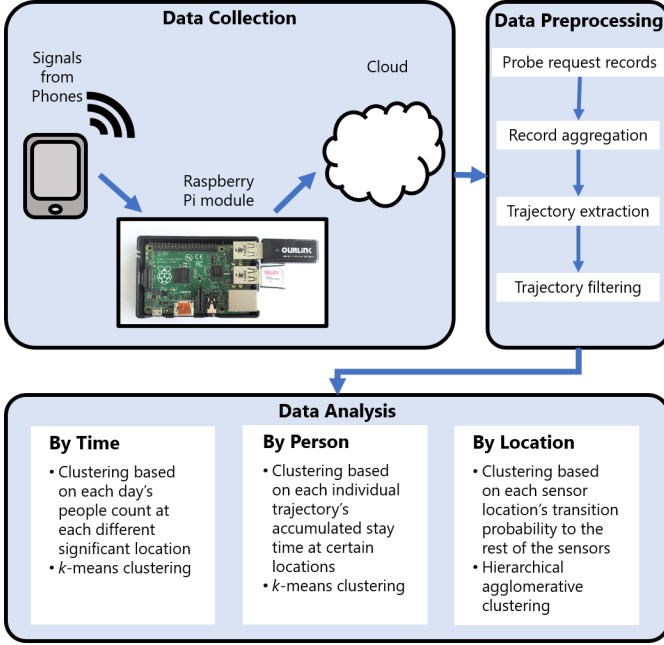 Data Collection
Signals
from
Phones
Cloud
Raspberry
Pi module
OURLINK
Wi-Pi
Data Preprocessing
Probe request records
Record aggregation
Trajectory extraction
Trajectory filtering
Data Analysis
By Time
• Clustering based
on each day's
people count at
each different
significant location
• k-means clustering
By Person
• Clustering based
on each individual
trajectory's
accumulated stay
time at certain
locations
• k-means clustering
By Location
• Clustering based
on each sensor
location's transition
probability to the
rest of the sensors
• Hierarchical
agglomerative
clustering